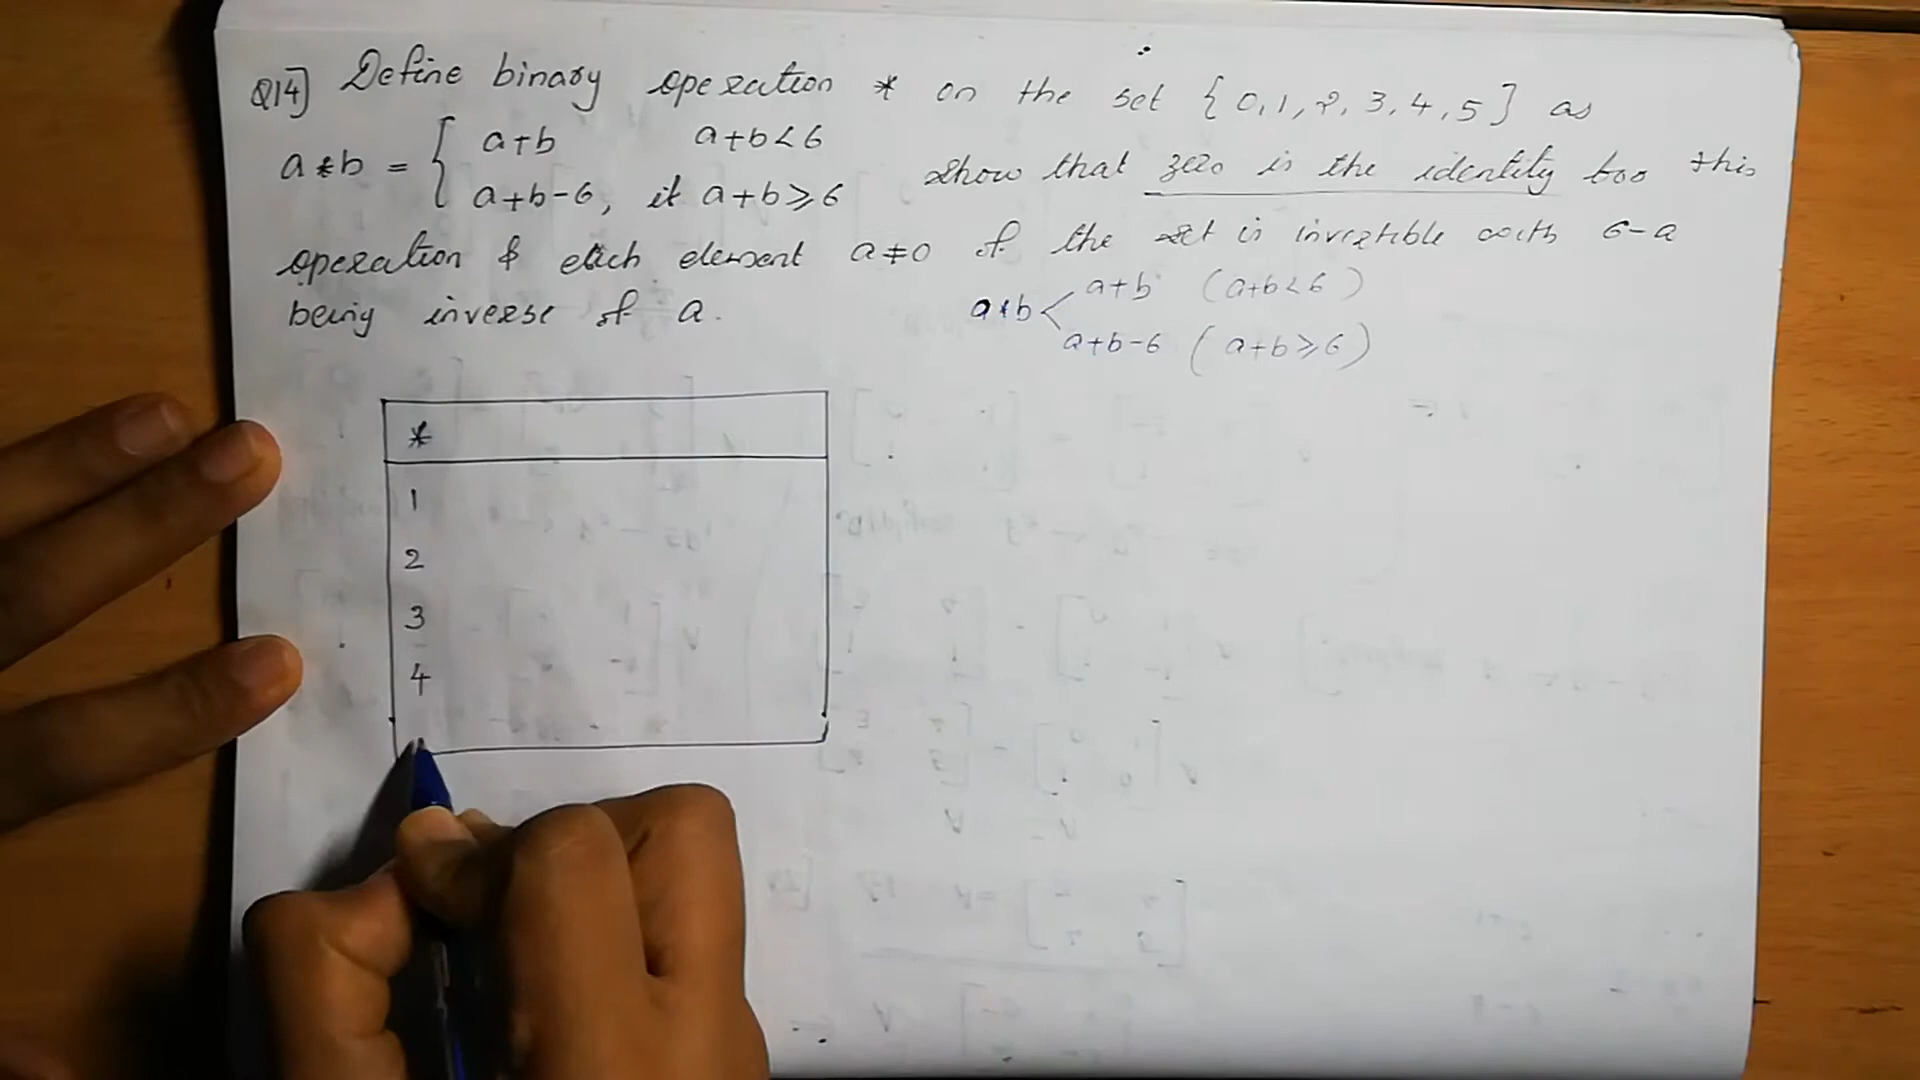 Q14] Define binary operation * on the set { 0, 1, 2, 3, 4, 5 } as
a * b = { a+b a+b<6
a+b-6, if a+b⩾6 show that zero is the identity for this
operation & each element a≠0 of the set is invertible with 6-a
being inverse of a.
a*b < a+b (a+b<6)
a+b-6 (a+b⩾6)
*
1
2
3
4